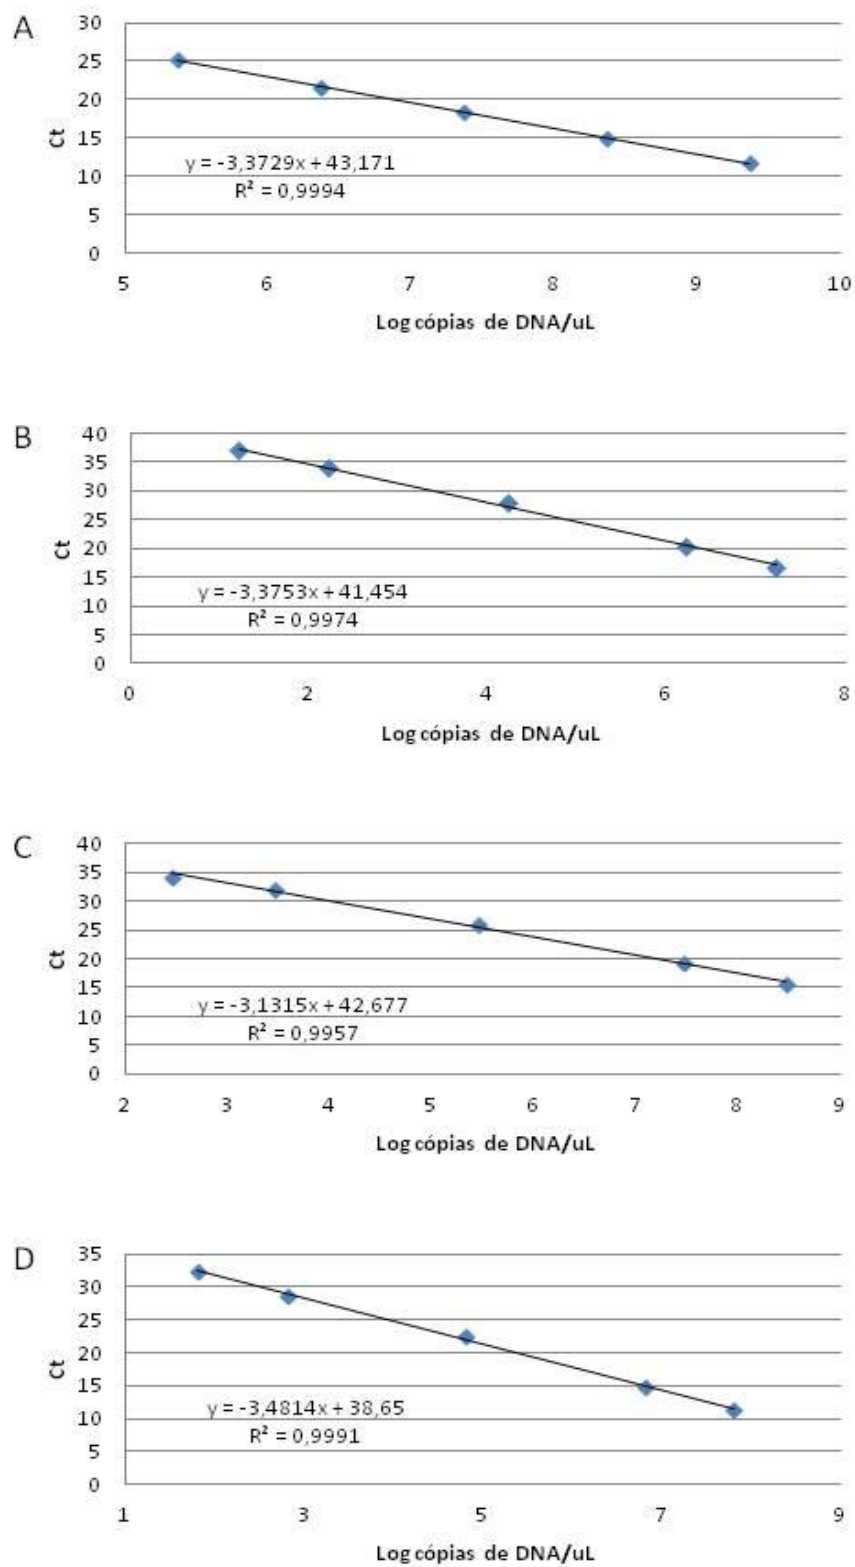 A
30
25
20
15
10
5
0
Ct
y = -3,3729x + 43,171
R² = 0,9994
5 6 7 8 9 10
Log cópias de DNA/uL
B
40
35
30
25
20
15
10
5
0
Ct
y = -3,3753x + 41,454
R² = 0,9974
0 2 4 6 8
Log cópias de DNA/uL
C
40
35
30
25
20
15
10
5
0
Ct
y = -3,1315x + 42,677
R² = 0,9957
2 3 4 5 6 7 8 9
Log cópias de DNA/uL
D
35
30
25
20
15
10
5
0
Ct
y = -3,4814x + 38,65
R² = 0,9991
1 3 5 7 9
Log cópias de DNA/uL